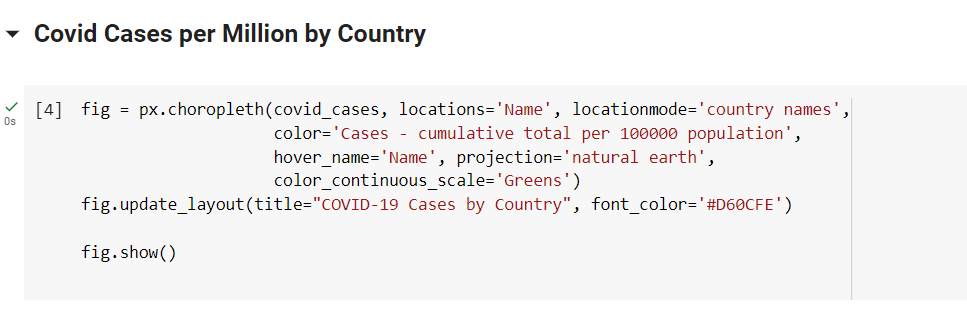 Covid Cases per Million by Country
[4] fig = px.choropleth(covid_cases, locations='Name', locationmode='country names',
0s
color='Cases - cumulative total per 100000 population',
hover_name='Name', projection='natural earth',
color_continuous_scale='Greens')
fig.update_layout(title="COVID-19 Cases by Country", font_color='#D60CFE')
fig.show()